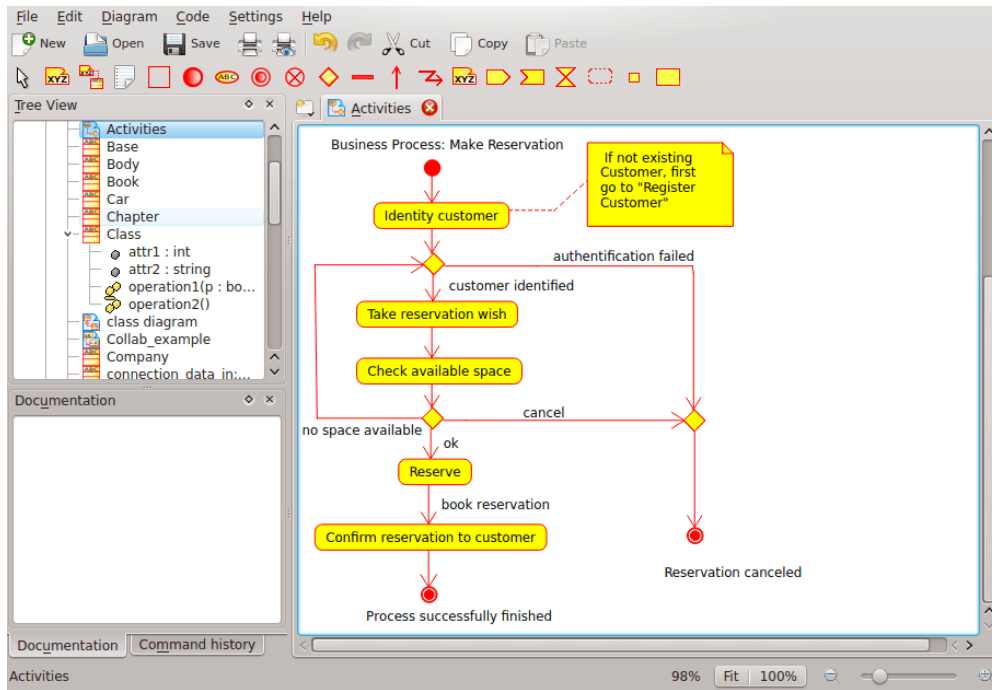 File Edit Diagram Code Settings Help
New Open Save Cut Copy Paste
XYZ ABC XYZ
Tree View
Activities
Base
Body
Book
Car
Chapter
Class
attr1 : int
attr2 : string
operation1(p : bo...
operation2()
class diagram
Collab_example
Company
connection_data_in:...
Documentation
Documentation Command history
Activities
Business Process: Make Reservation
If not existing
Customer, first
go to "Register
Customer"
Identity customer
authentification failed
customer identified
Take reservation wish
Check available space
cancel
no space available
ok
Reserve
book reservation
Confirm reservation to customer
Reservation canceled
Process successfully finished
Activities 98% Fit 100%